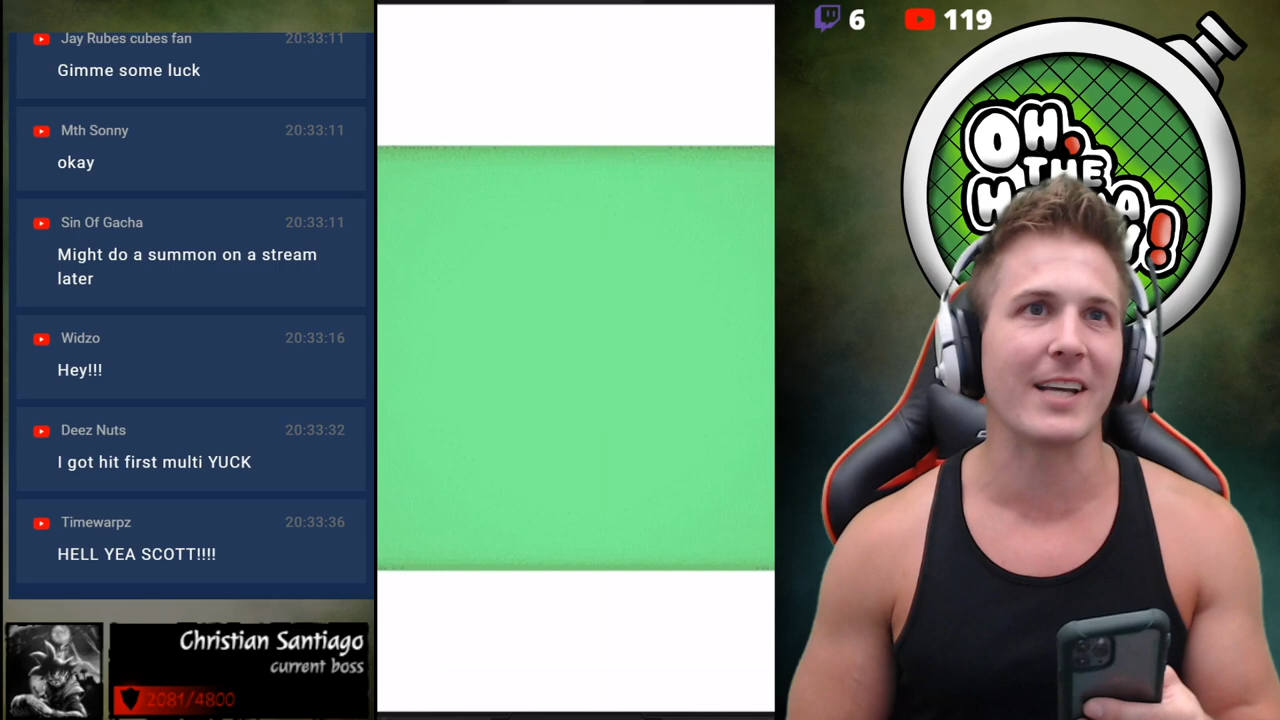 Jay Rubes cubes fan 20:33:11
Gimme some luck
Mth Sonny 20:33:11
okay
Sin Of Gacha 20:33:11
Might do a summon on a stream
later
Widzo 20:33:16
Hey!!!
Deez Nuts 20:33:32
I got hit first multi YUCK
Timewarpz 20:33:36
HELL YEA SCOTT!!!!
Christian Santiago
current boss
2081/4800
6 119
OH,
THE